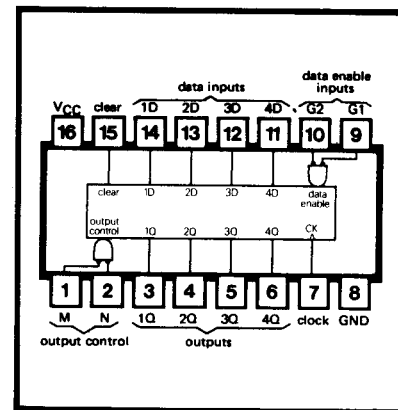 data inputs
data enable
inputs
VCC clear 1D 2D 3D 4D G2 G1
16 15 14 13 12 11 10 9
clear 1D 2D 3D 4D data
enable
output
control 1Q 2Q 3Q 4Q CK
1 2 3 4 5 6 7 8
M N 1Q 2Q 3Q 4Q clock GND
output control outputs